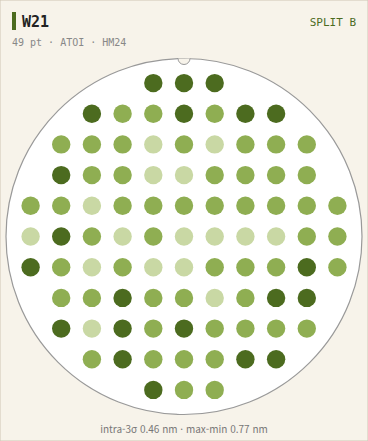 W21
SPLIT B
49 pt · ATOI · HM24
intra-3σ 0.46 nm · max-min 0.77 nm